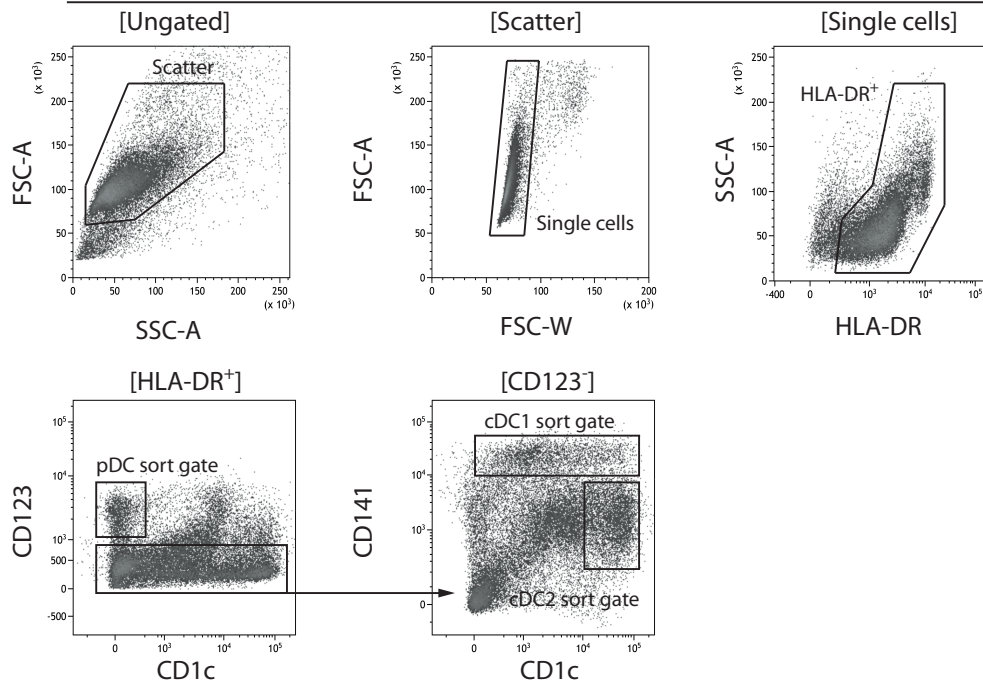 [Ungated]
[Scatter]
[Single cells]
(x 10³)
250
200
150
100
50
0
FSC-A
Scatter
0
50
100
150
200
250
(x 10³)
SSC-A
(x 10³)
250
200
150
100
50
0
FSC-A
Single cells
0
50
100
150
200
(x 10³)
FSC-W
(x 10³)
250
200
150
100
50
0
SSC-A
HLA-DR⁺
-400
0
10³
10⁴
10⁵
HLA-DR
[HLA-DR⁺]
[CD123⁻]
10⁵
10⁴
10³
500
0
-500
CD123
pDC sort gate
0
10³
10⁴
10⁵
CD1c
10⁵
10⁴
10³
0
CD141
cDC1 sort gate
cDC2 sort gate
0
10³
10⁴
10⁵
CD1c